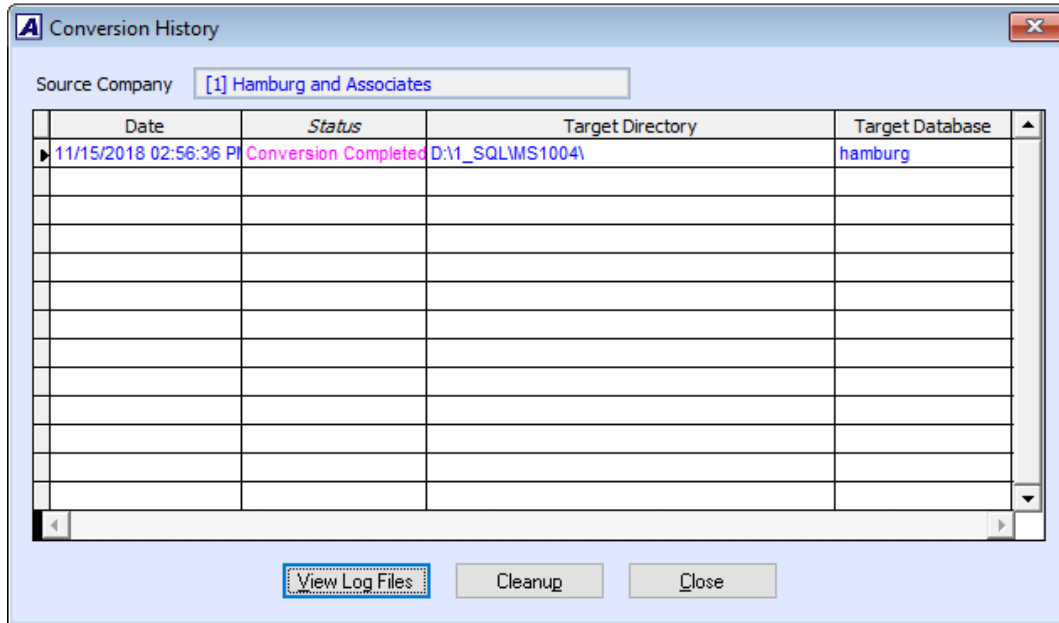 A Conversion History
Source Company [1] Hamburg and Associates
Date Status Target Directory Target Database
11/15/2018 02:56:36 PM Conversion Completed D:\1_SQL\MS1004\ hamburg
View Log Files Cleanup Close